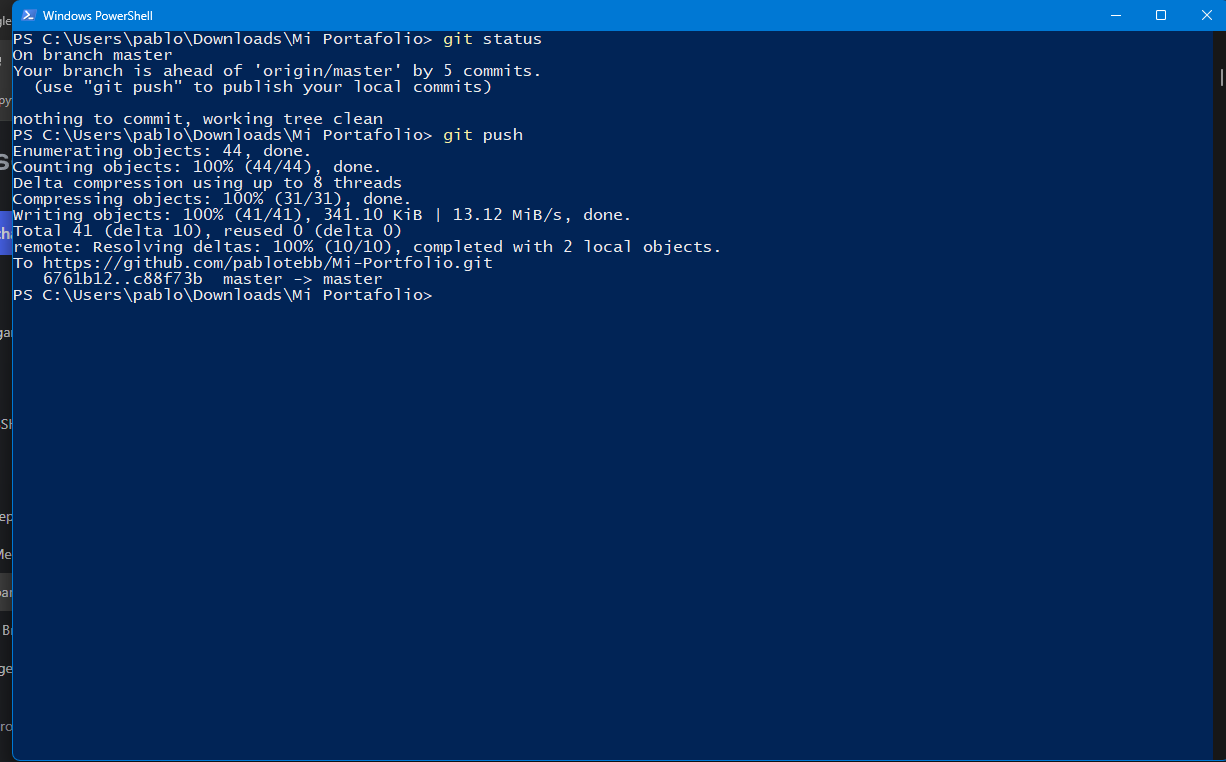 Windows PowerShell
PS C:\Users\pablo\Downloads\Mi Portafolio> git status
On branch master
Your branch is ahead of 'origin/master' by 5 commits.
  (use "git push" to publish your local commits)

nothing to commit, working tree clean
PS C:\Users\pablo\Downloads\Mi Portafolio> git push
Enumerating objects: 44, done.
Counting objects: 100% (44/44), done.
Delta compression using up to 8 threads
Compressing objects: 100% (31/31), done.
Writing objects: 100% (41/41), 341.10 KiB | 13.12 MiB/s, done.
Total 41 (delta 10), reused 0 (delta 0)
remote: Resolving deltas: 100% (10/10), completed with 2 local objects.
To https://github.com/pablotebb/Mi-Portfolio.git
   6761b12..c88f73b  master -> master
PS C:\Users\pablo\Downloads\Mi Portafolio>